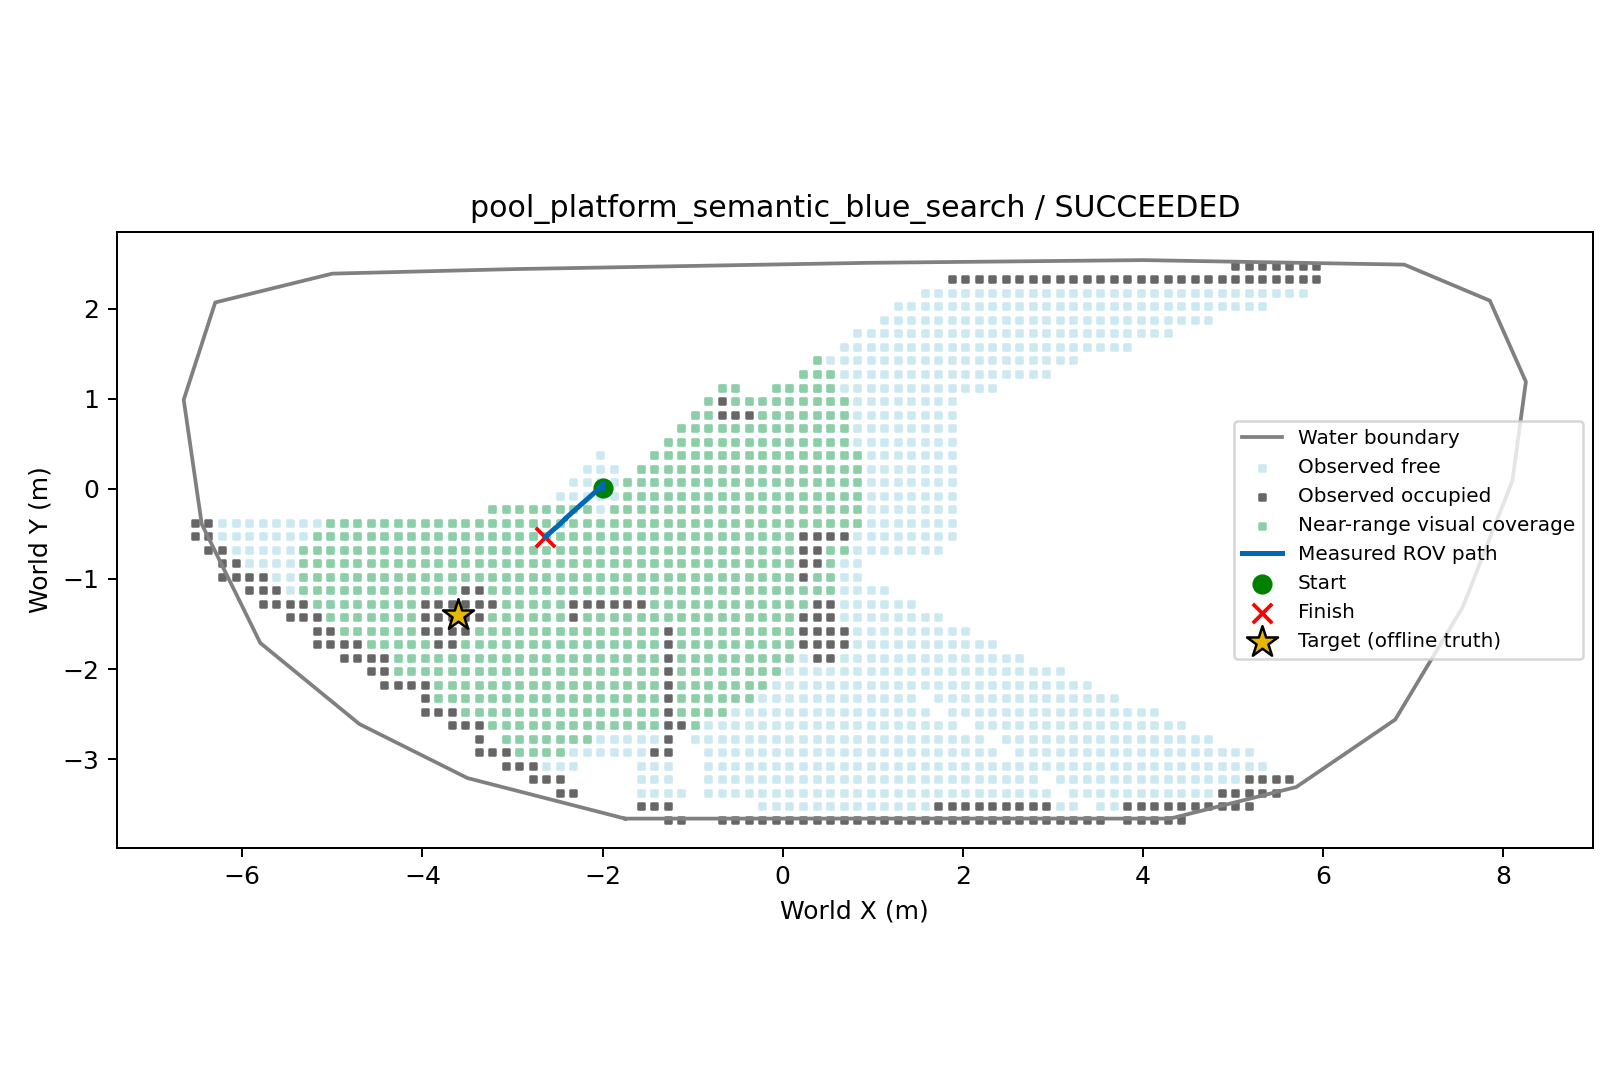 pool_platform_semantic_blue_search / SUCCEEDED
World Y (m)
2
1
0
−1
−2
−3
Water boundary
Observed free
Observed occupied
Near-range visual coverage
Measured ROV path
Start
Finish
Target (offline truth)
−6 −4 −2 0 2 4 6 8
World X (m)